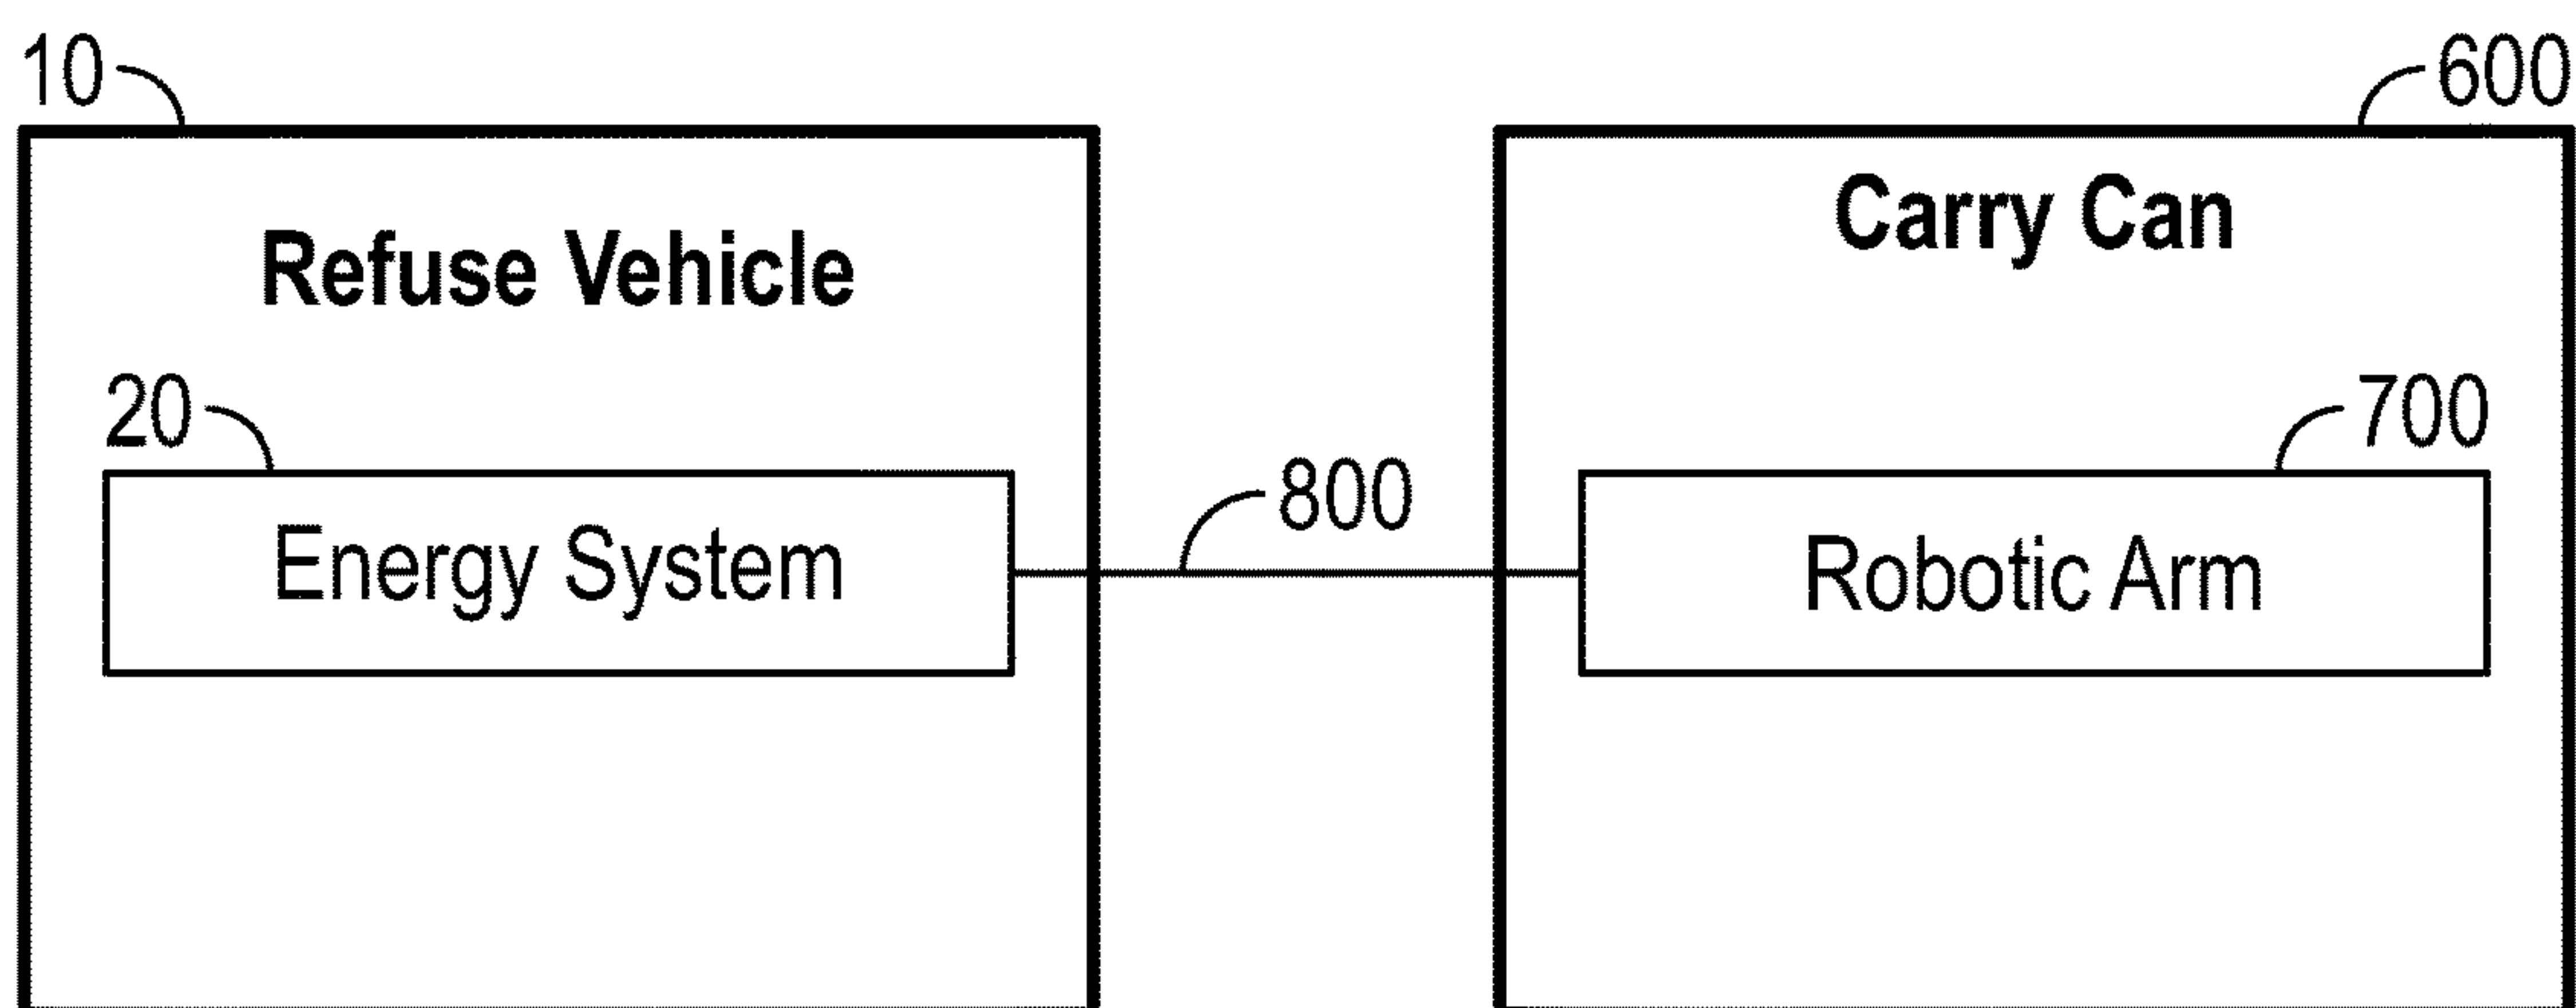 10
600
Refuse Vehicle
Carry Can
20
700
800
Energy System
Robotic Arm